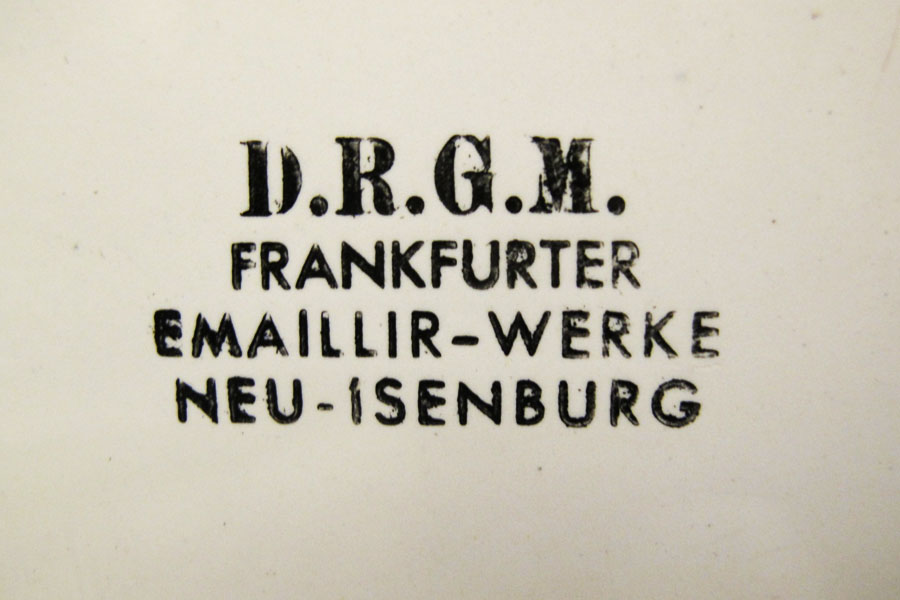 D.R.G.M.
FRANKFURTER
EMAILLIR-WERKE
NEU-ISENBURG